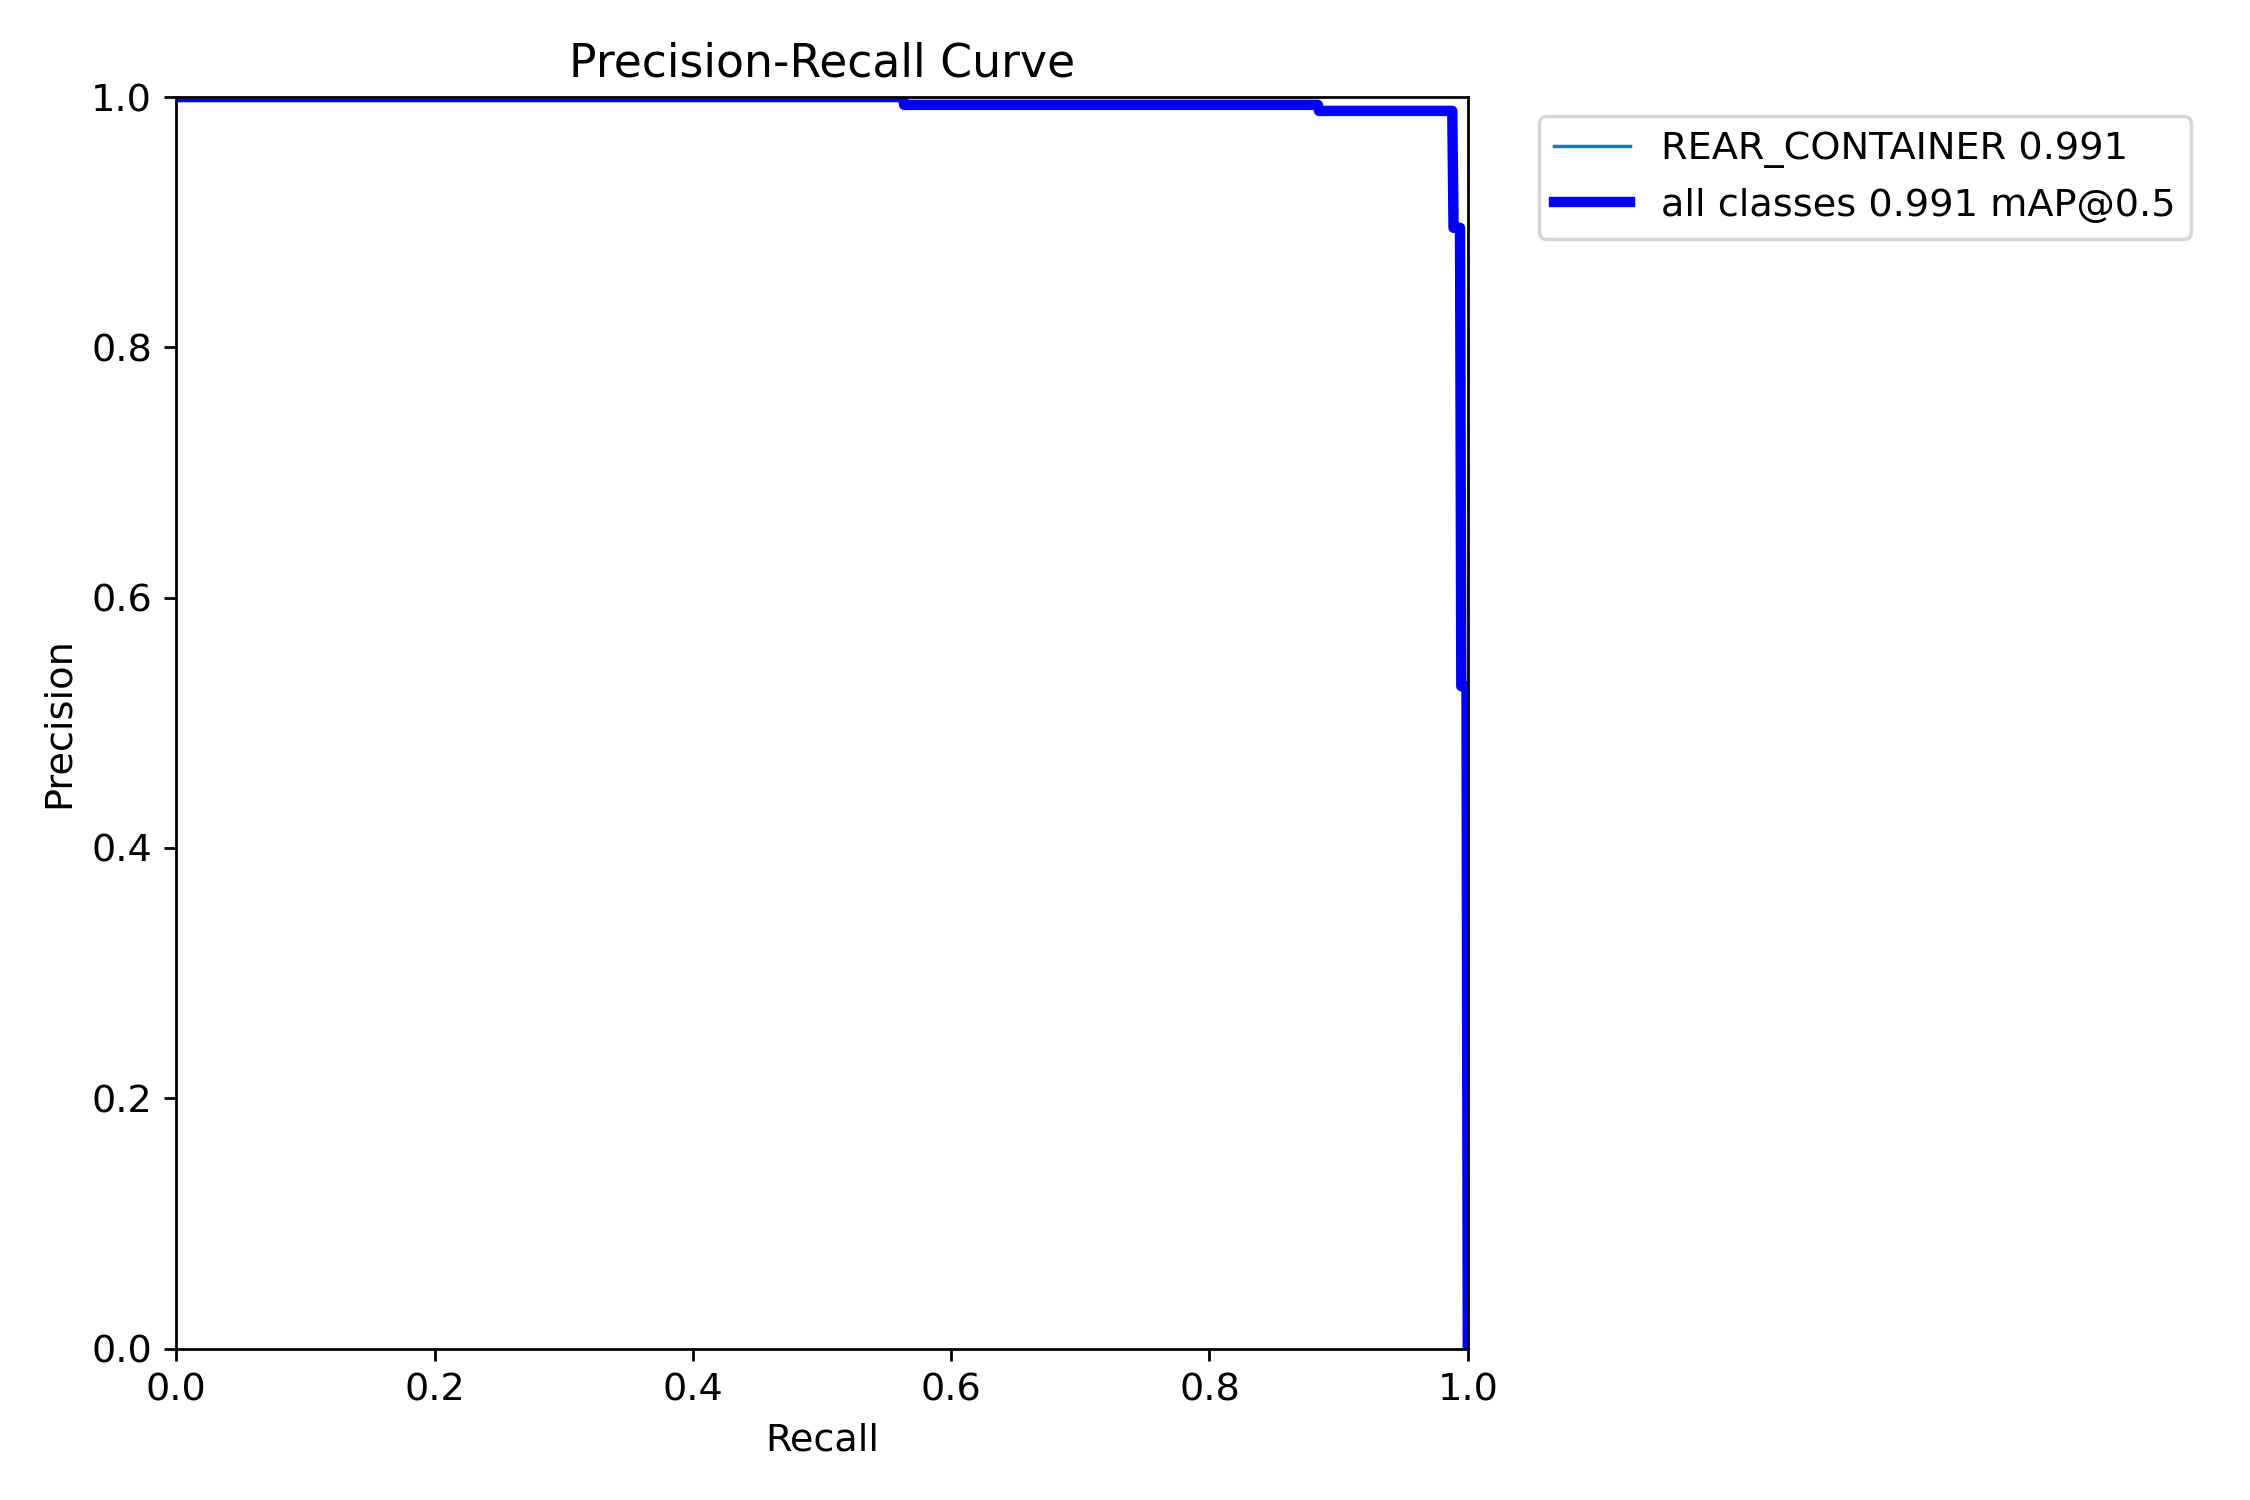 Precision-Recall Curve
REAR_CONTAINER 0.991
all classes 0.991 mAP@0.5
Precision
1.0
0.8
0.6
0.4
0.2
0.0
0.0 0.2 0.4 0.6 0.8 1.0
Recall